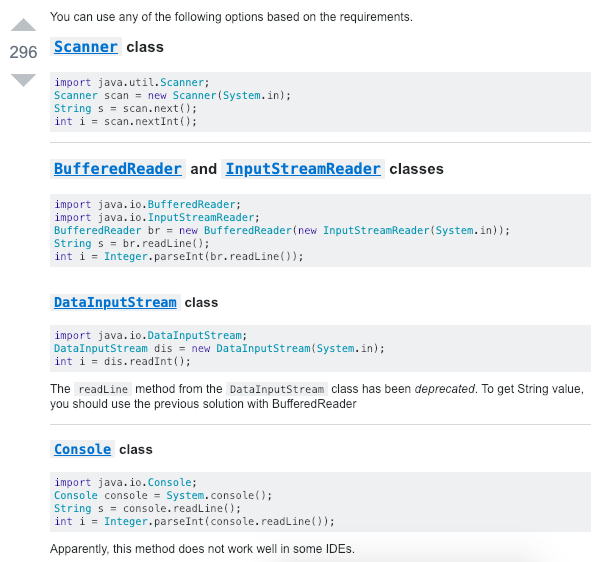 You can use any of the following options based on the requirements.
296
Scanner class
import java.util.Scanner;
Scanner scan = new Scanner(System.in);
String s = scan.next();
int i = scan.nextInt();
BufferedReader and InputStreamReader classes
import java.io.BufferedReader;
import java.io.InputStreamReader;
BufferedReader br = new BufferedReader(new InputStreamReader(System.in));
String s = br.readLine();
int i = Integer.parseInt(br.readLine());
DataInputStream class
import java.io.DataInputStream;
DataInputStream dis = new DataInputStream(System.in);
int i = dis.readInt();
The readLine method from the DataInputStream class has been deprecated. To get String value,
you should use the previous solution with BufferedReader
Console class
import java.io.Console;
Console console = System.console();
String s = console.readLine();
int i = Integer.parseInt(console.readLine());
Apparently, this method does not work well in some IDEs.